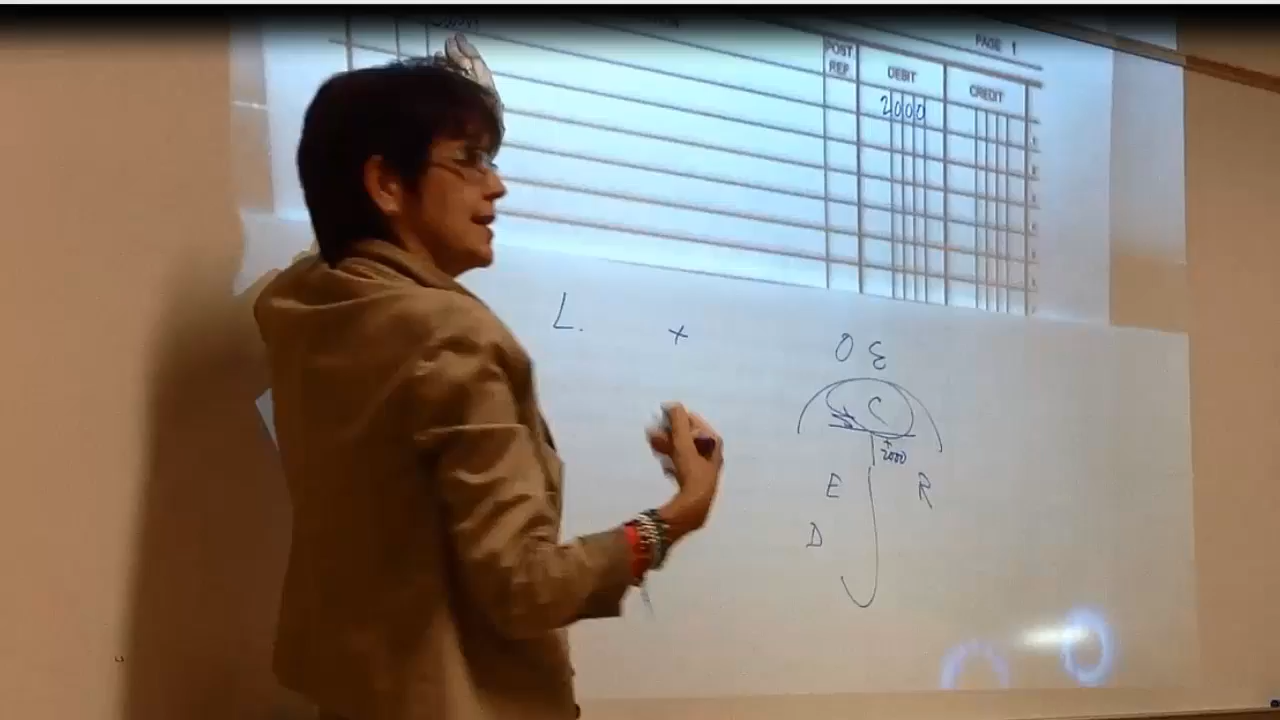 PAGE 1
POST REF DEBIT CREDIT
2000
L. + O E
C
2000
E R
D